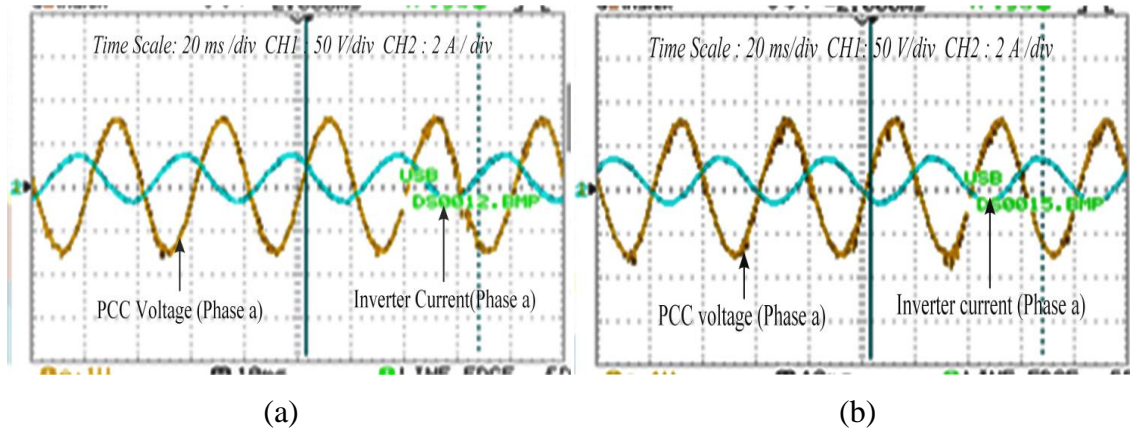 Time Scale: 20 ms /div CH1 : 50 V/div CH2 : 2 A / div
2
USB
DS0012.BMP
PCC Voltage (Phase a)
Inverter Current(Phase a)
(a)
Time Scale : 20 ms/div CH1: 50 V/div CH2 : 2 A /div
2
USB
DS0015.BMP
PCC voltage (Phase a)
Inverter current (Phase a)
(b)